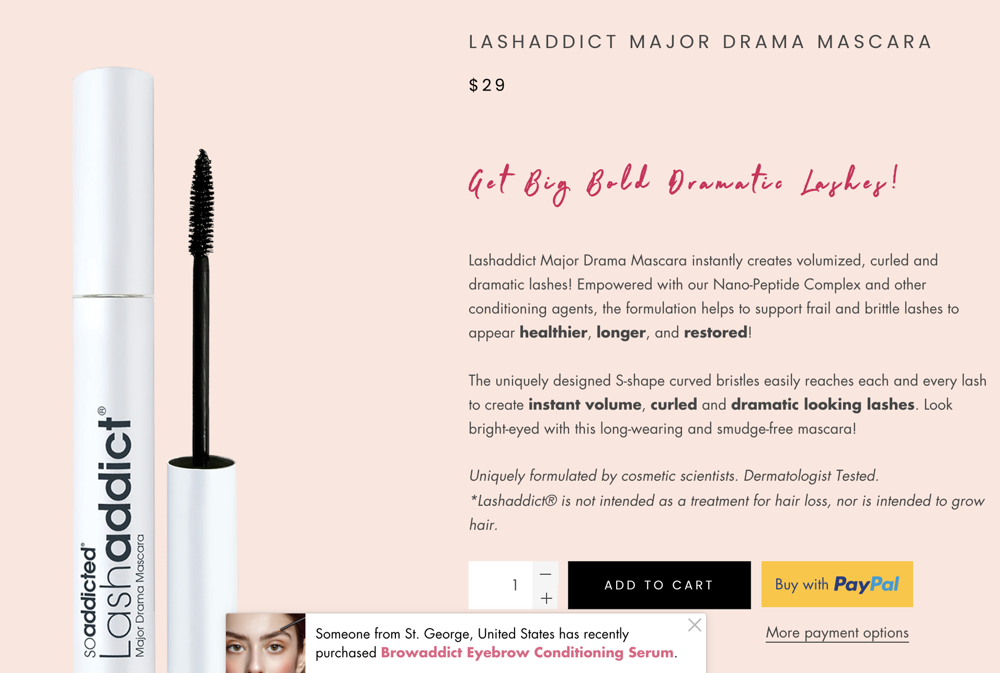 LASHADDICT MAJOR DRAMA MASCARA
$29
Get Big Bold Dramatic Lashes!
Lashaddict Major Drama Mascara instantly creates volumized, curled and
dramatic lashes! Empowered with our Nano-Peptide Complex and other
conditioning agents, the formulation helps to support frail and brittle lashes to
appear healthier, longer, and restored!
The uniquely designed S-shape curved bristles easily reaches each and every lash
to create instant volume, curled and dramatic looking lashes. Look
bright-eyed with this long-wearing and smudge-free mascara!
Uniquely formulated by cosmetic scientists. Dermatologist Tested.
*Lashaddict® is not intended as a treatment for hair loss, nor is intended to grow
hair.
1
ADD TO CART
Buy with PayPal
More payment options
Someone from St. George, United States has recently
purchased Browaddict Eyebrow Conditioning Serum.
soaddicted®
Lashaddict®
Major Drama Mascara